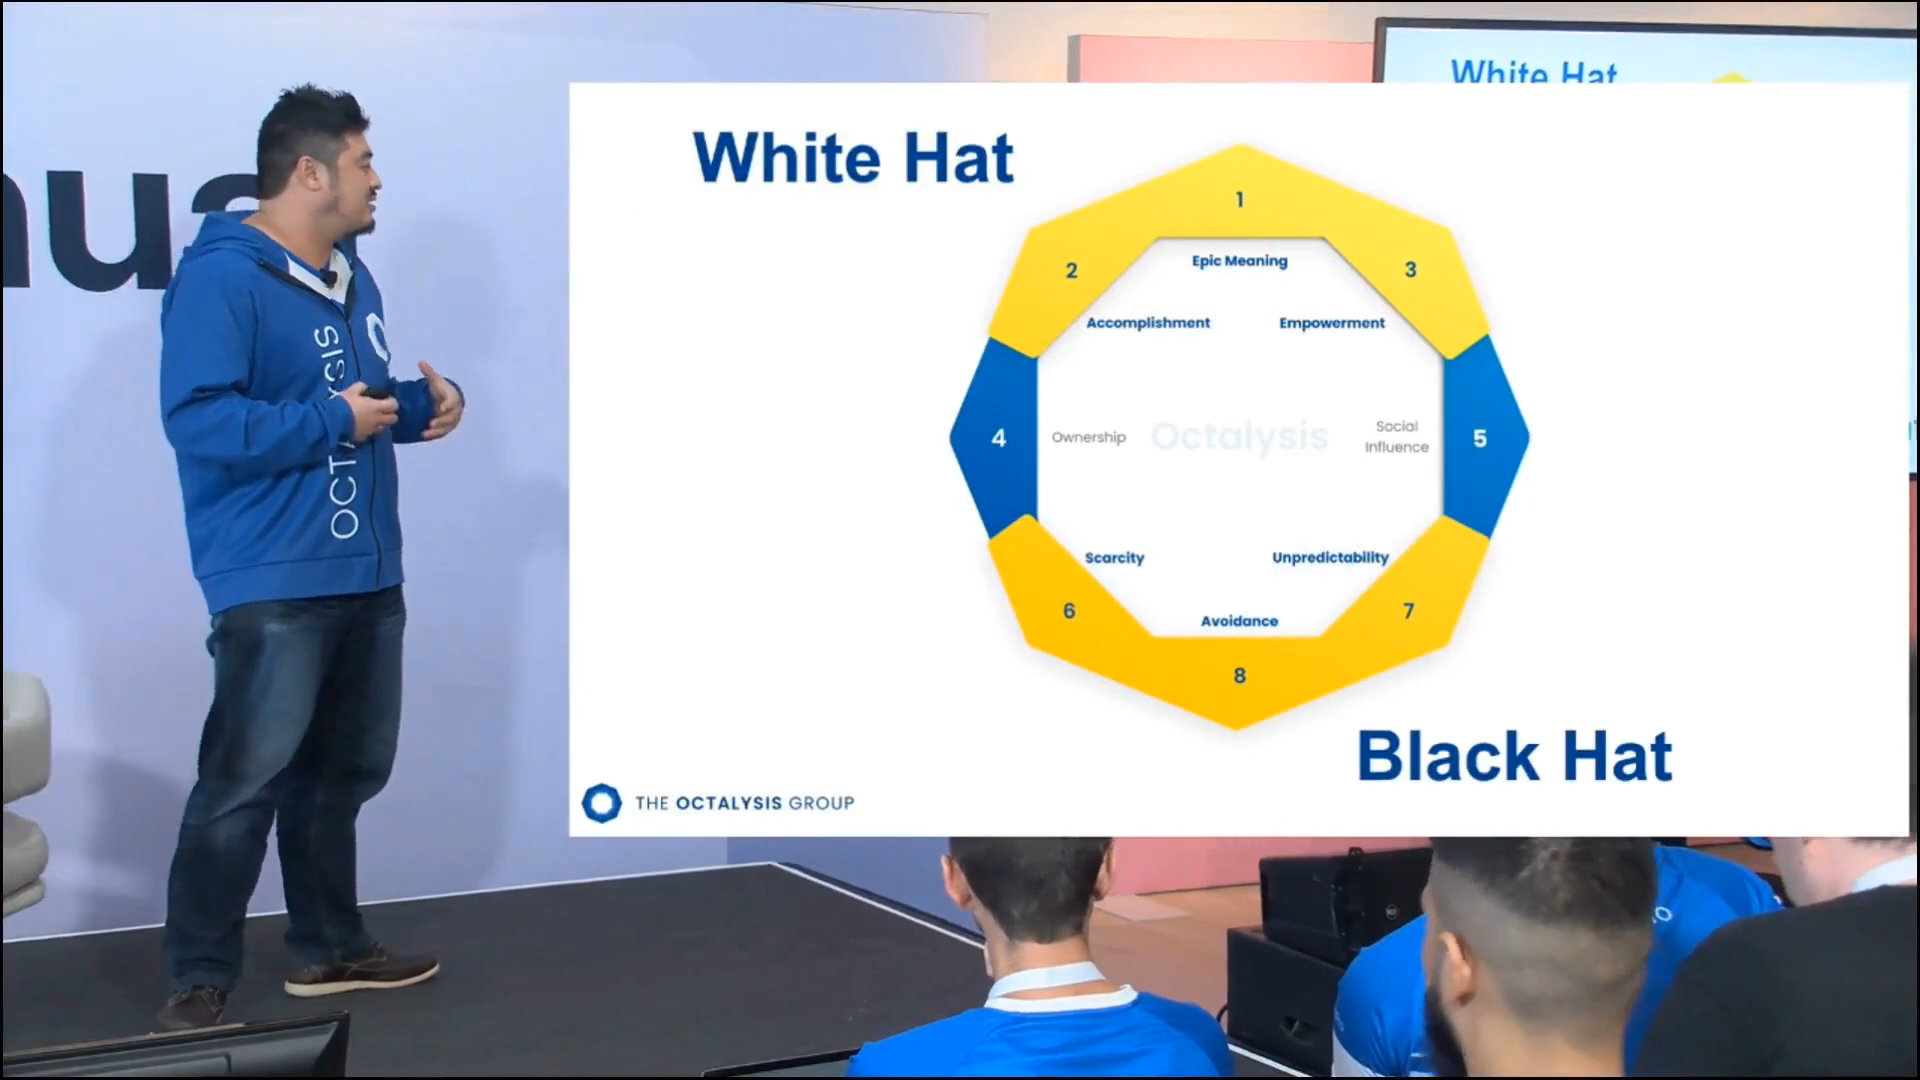 White Hat
White Hat
1
2
3
Epic Meaning
Accomplishment
Empowerment
4
Ownership
Octalysis
Social
Influence
5
Scarcity
Unpredictability
6
7
Avoidance
8
Black Hat
THE OCTALYSIS GROUP
OCTALYSIS